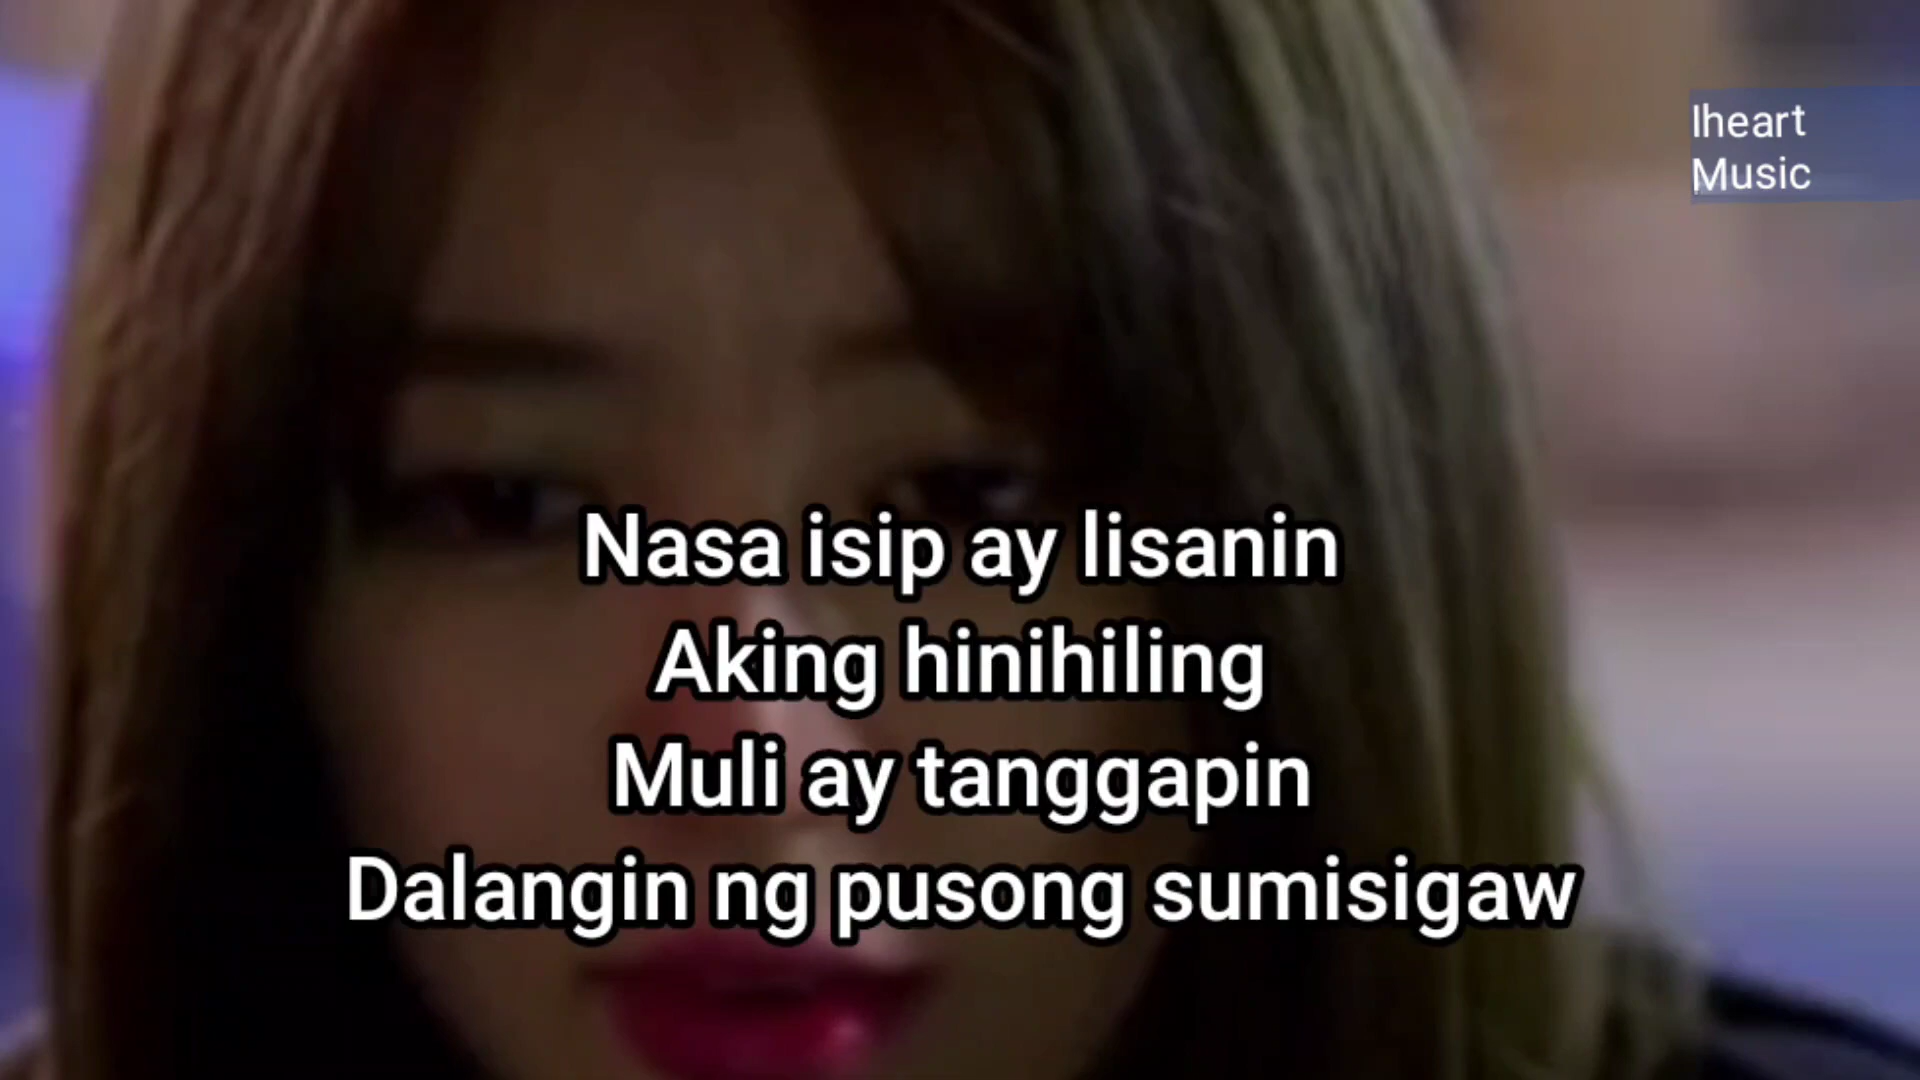 Iheart
Music
Nasa isip ay lisanin
Aking hinihiling
Muli ay tanggapin
Dalangin ng pusong sumisigaw